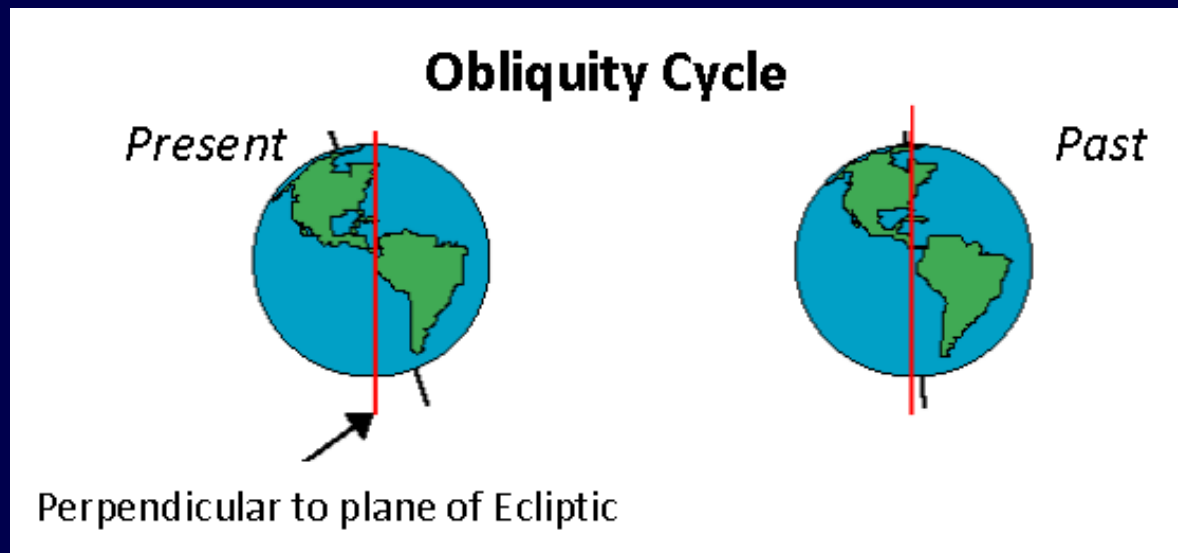 Obliquity Cycle
Present
Past
Perpendicular to plane of Ecliptic